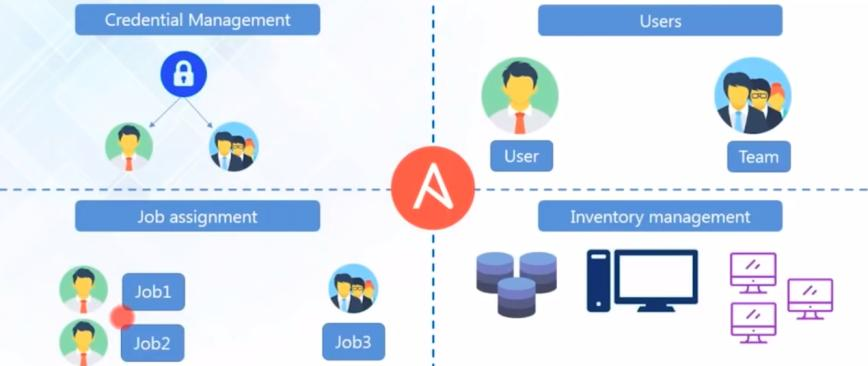 Credential Management
Users
User
Team
Job assignment
Inventory management
Job1
Job2
Job3